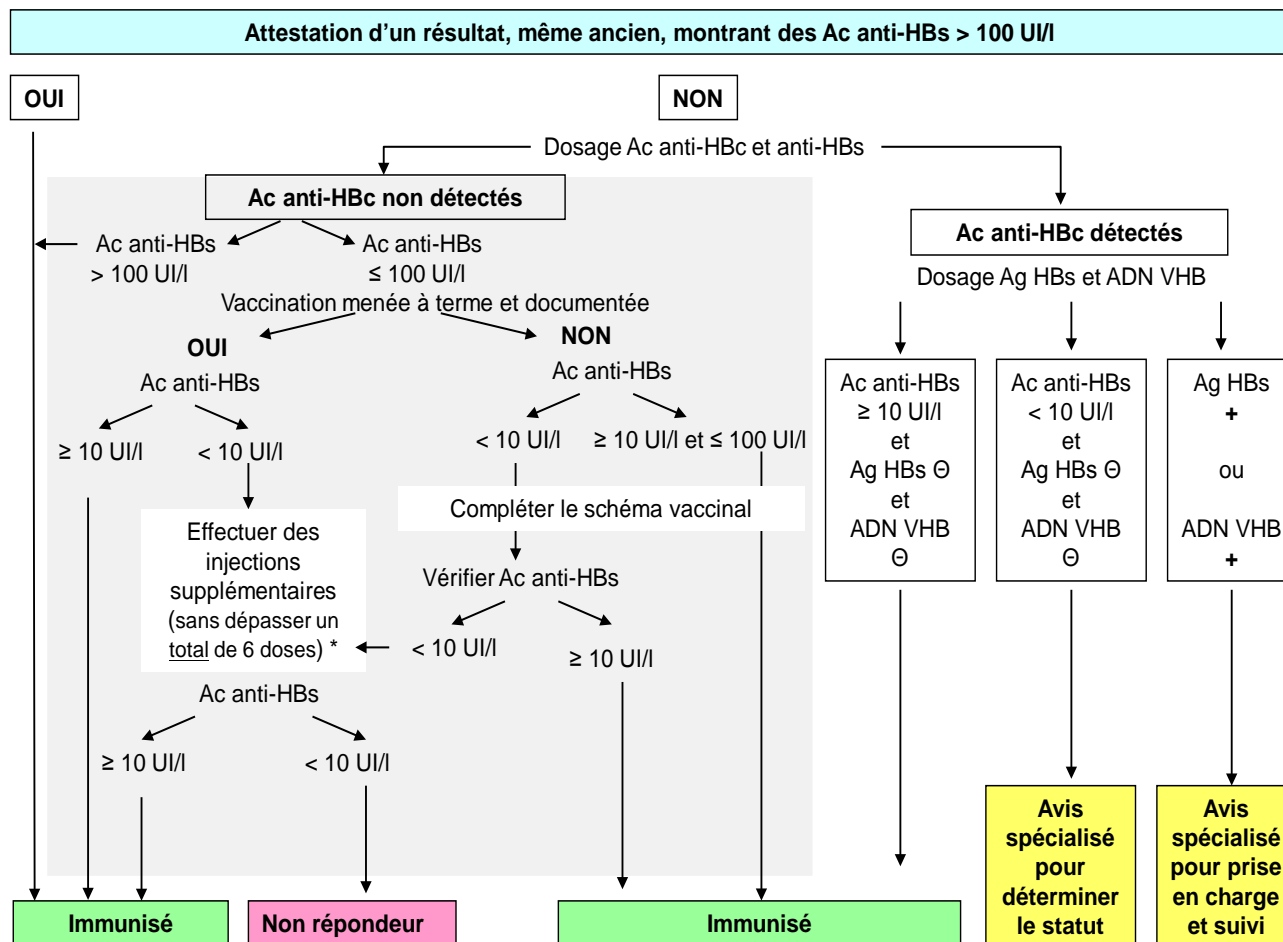 Attestation d'un résultat, même ancien, montrant des Ac anti-HBs > 100 UI/l
OUI
NON
Dosage Ac anti-HBc et anti-HBs
Ac anti-HBc non détectés
Ac anti-HBs
> 100 UI/l
Ac anti-HBs
≤ 100 UI/l
Vaccination menée à terme et documentée
OUI
Ac anti-HBs
≥ 10 UI/l
< 10 UI/l
Effectuer des
injections
supplémentaires
(sans dépasser un
total de 6 doses) *
Ac anti-HBs
≥ 10 UI/l
< 10 UI/l
NON
Ac anti-HBs
< 10 UI/l
≥ 10 UI/l et ≤ 100 UI/l
Compléter le schéma vaccinal
Vérifier Ac anti-HBs
< 10 UI/l
≥ 10 UI/l
Ac anti-HBc détectés
Dosage Ag HBs et ADN VHB
Ac anti-HBs
≥ 10 UI/l
et
Ag HBs Θ
et
ADN VHB
Θ
Ac anti-HBs
< 10 UI/l
et
Ag HBs Θ
et
ADN VHB
Θ
Ag HBs
+
ou
ADN VHB
+
Immunisé
Non répondeur
Immunisé
Avis
spécialisé
pour
déterminer
le statut
Avis
spécialisé
pour prise
en charge
et suivi